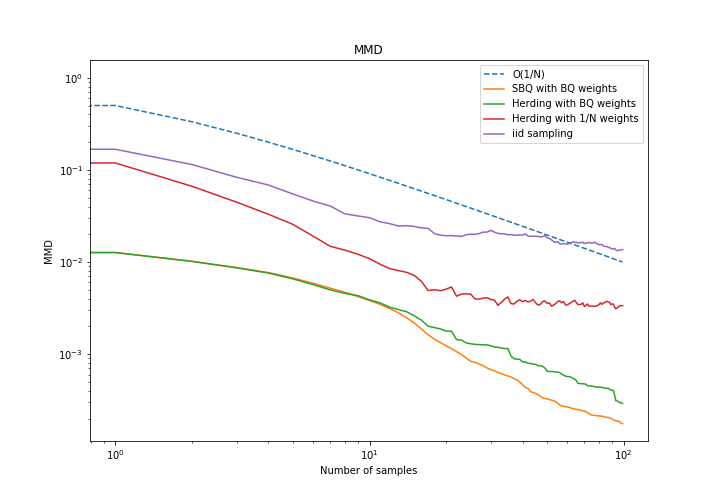 MMD
O(1/N)
SBQ with BQ weights
Herding with BQ weights
Herding with 1/N weights
iid sampling
MMD
10⁰
10⁻¹
10⁻²
10⁻³
10⁰
10¹
10²
Number of samples